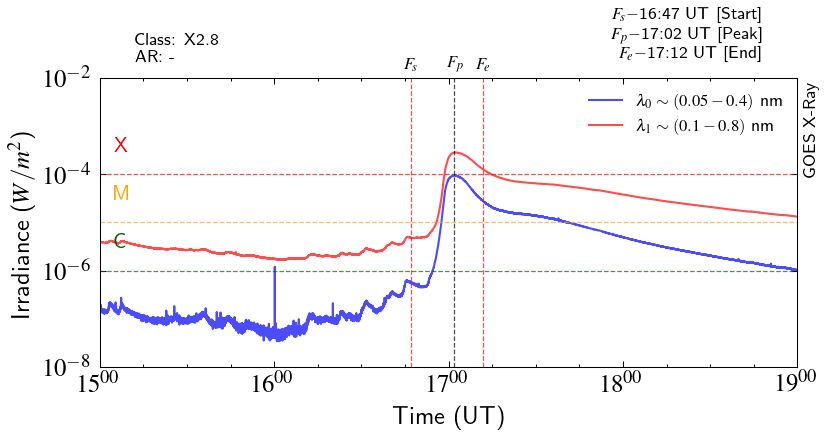 Fs−16:47 UT [Start]
Class: X2.8
Fp−17:02 UT [Peak]
AR: -
Fe−17:12 UT [End]
Fs Fp Fe
10⁻²
λ₀ ∼ (0.05 − 0.4) nm
λ₁ ∼ (0.1 − 0.8) nm
GOES X-Ray
X
10⁻⁴
M
Irradiance (W/m²)
C
10⁻⁶
10⁻⁸
15⁰⁰ 16⁰⁰ 17⁰⁰ 18⁰⁰ 19⁰⁰
Time (UT)